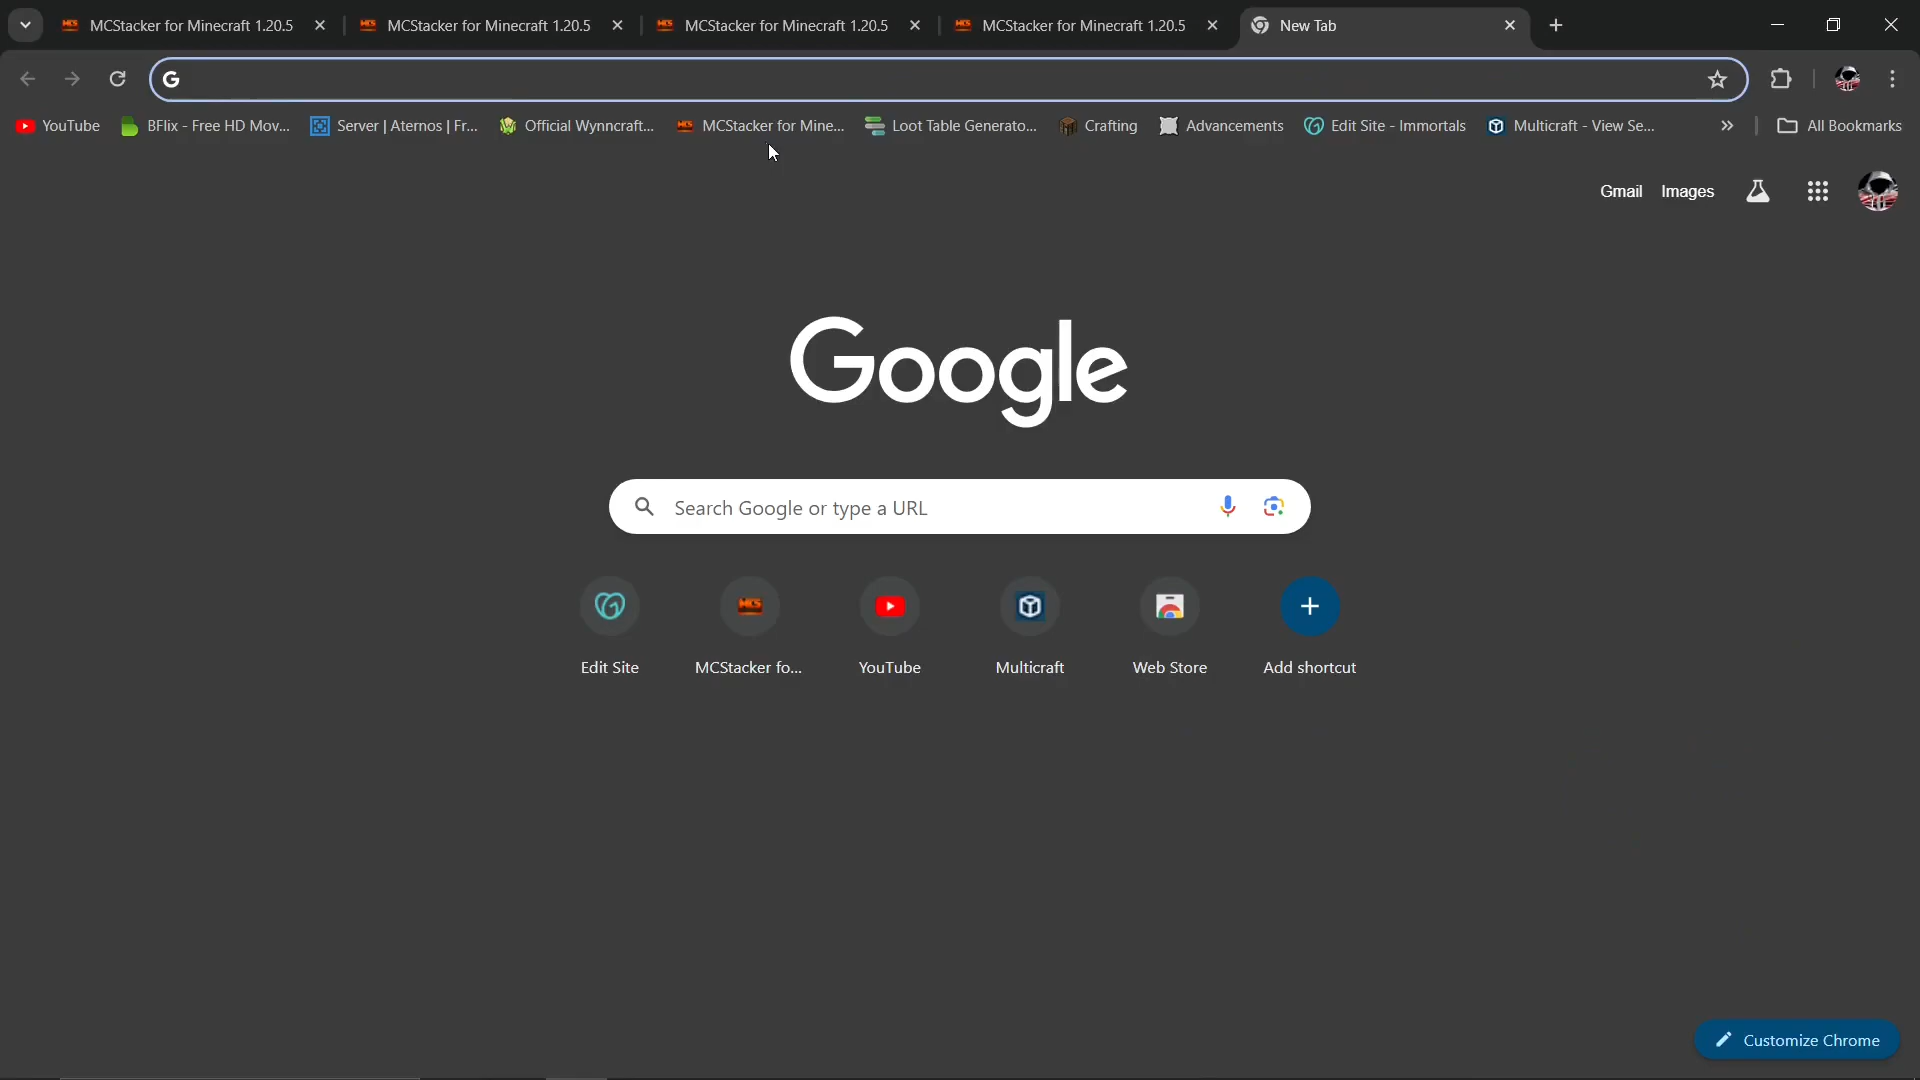 MCStacker for Minecraft 1.20.5 MCStacker for Minecraft 1.20.5 MCStacker for Minecraft 1.20.5 MCStacker for Minecraft 1.20.5 New Tab
YouTube BFlix - Free HD Mov... Server | Aternos | Fr... Official Wynncraft... MCStacker for Mine... Loot Table Generato... Crafting Advancements Edit Site - Immortals Multicraft - View Se... » All Bookmarks
Gmail Images
Google
Search Google or type a URL
Edit Site MCStacker fo... YouTube Multicraft Web Store Add shortcut
Customize Chrome